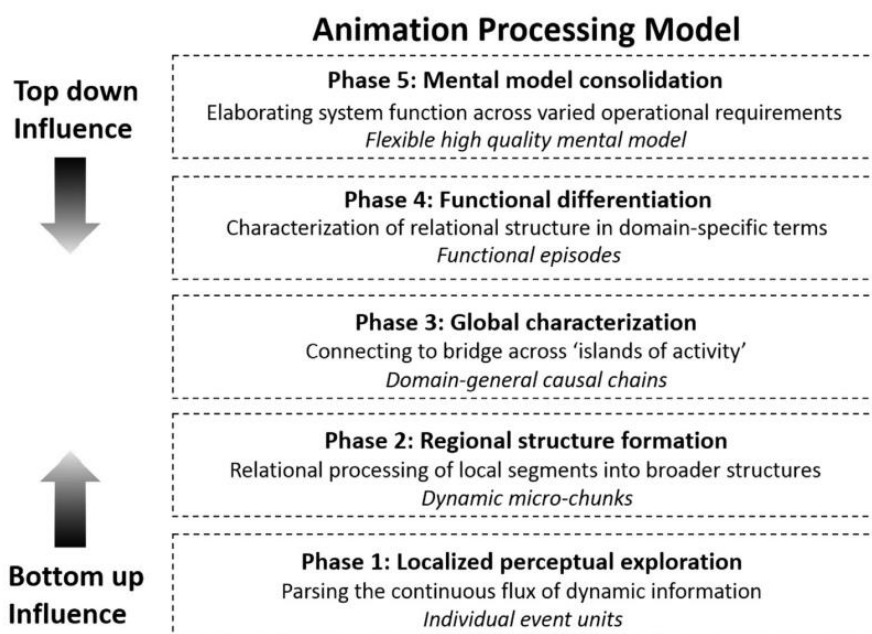 Animation Processing Model
Top down
Influence
Phase 5: Mental model consolidation
Elaborating system function across varied operational requirements
Flexible high quality mental model
Phase 4: Functional differentiation
Characterization of relational structure in domain-specific terms
Functional episodes
Phase 3: Global characterization
Connecting to bridge across ‘islands of activity’
Domain-general causal chains
Phase 2: Regional structure formation
Relational processing of local segments into broader structures
Dynamic micro-chunks
Bottom up
Influence
Phase 1: Localized perceptual exploration
Parsing the continuous flux of dynamic information
Individual event units